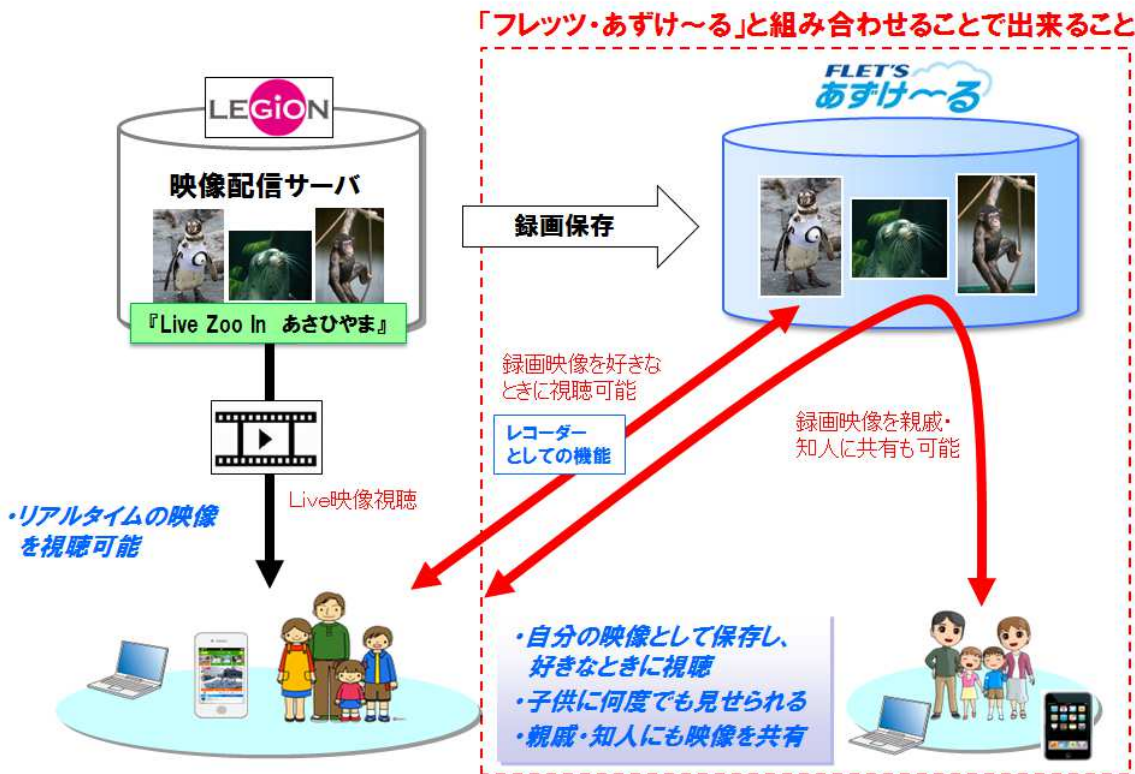 「フレッツ・あずけ～る」と組み合わせることで出来ること
LEGiON
映像配信サーバ
『Live Zoo In　あさひやま』
録画保存
FLET'S
あずけ～る
録画映像を好きな
ときに視聴可能
レコーダー
としての機能
録画映像を親戚・
知人に共有も可能
Live映像視聴
・リアルタイムの映像
を視聴可能
・自分の映像として保存し、
好きなときに視聴
・子供に何度でも見せられる
・親戚・知人にも映像を共有